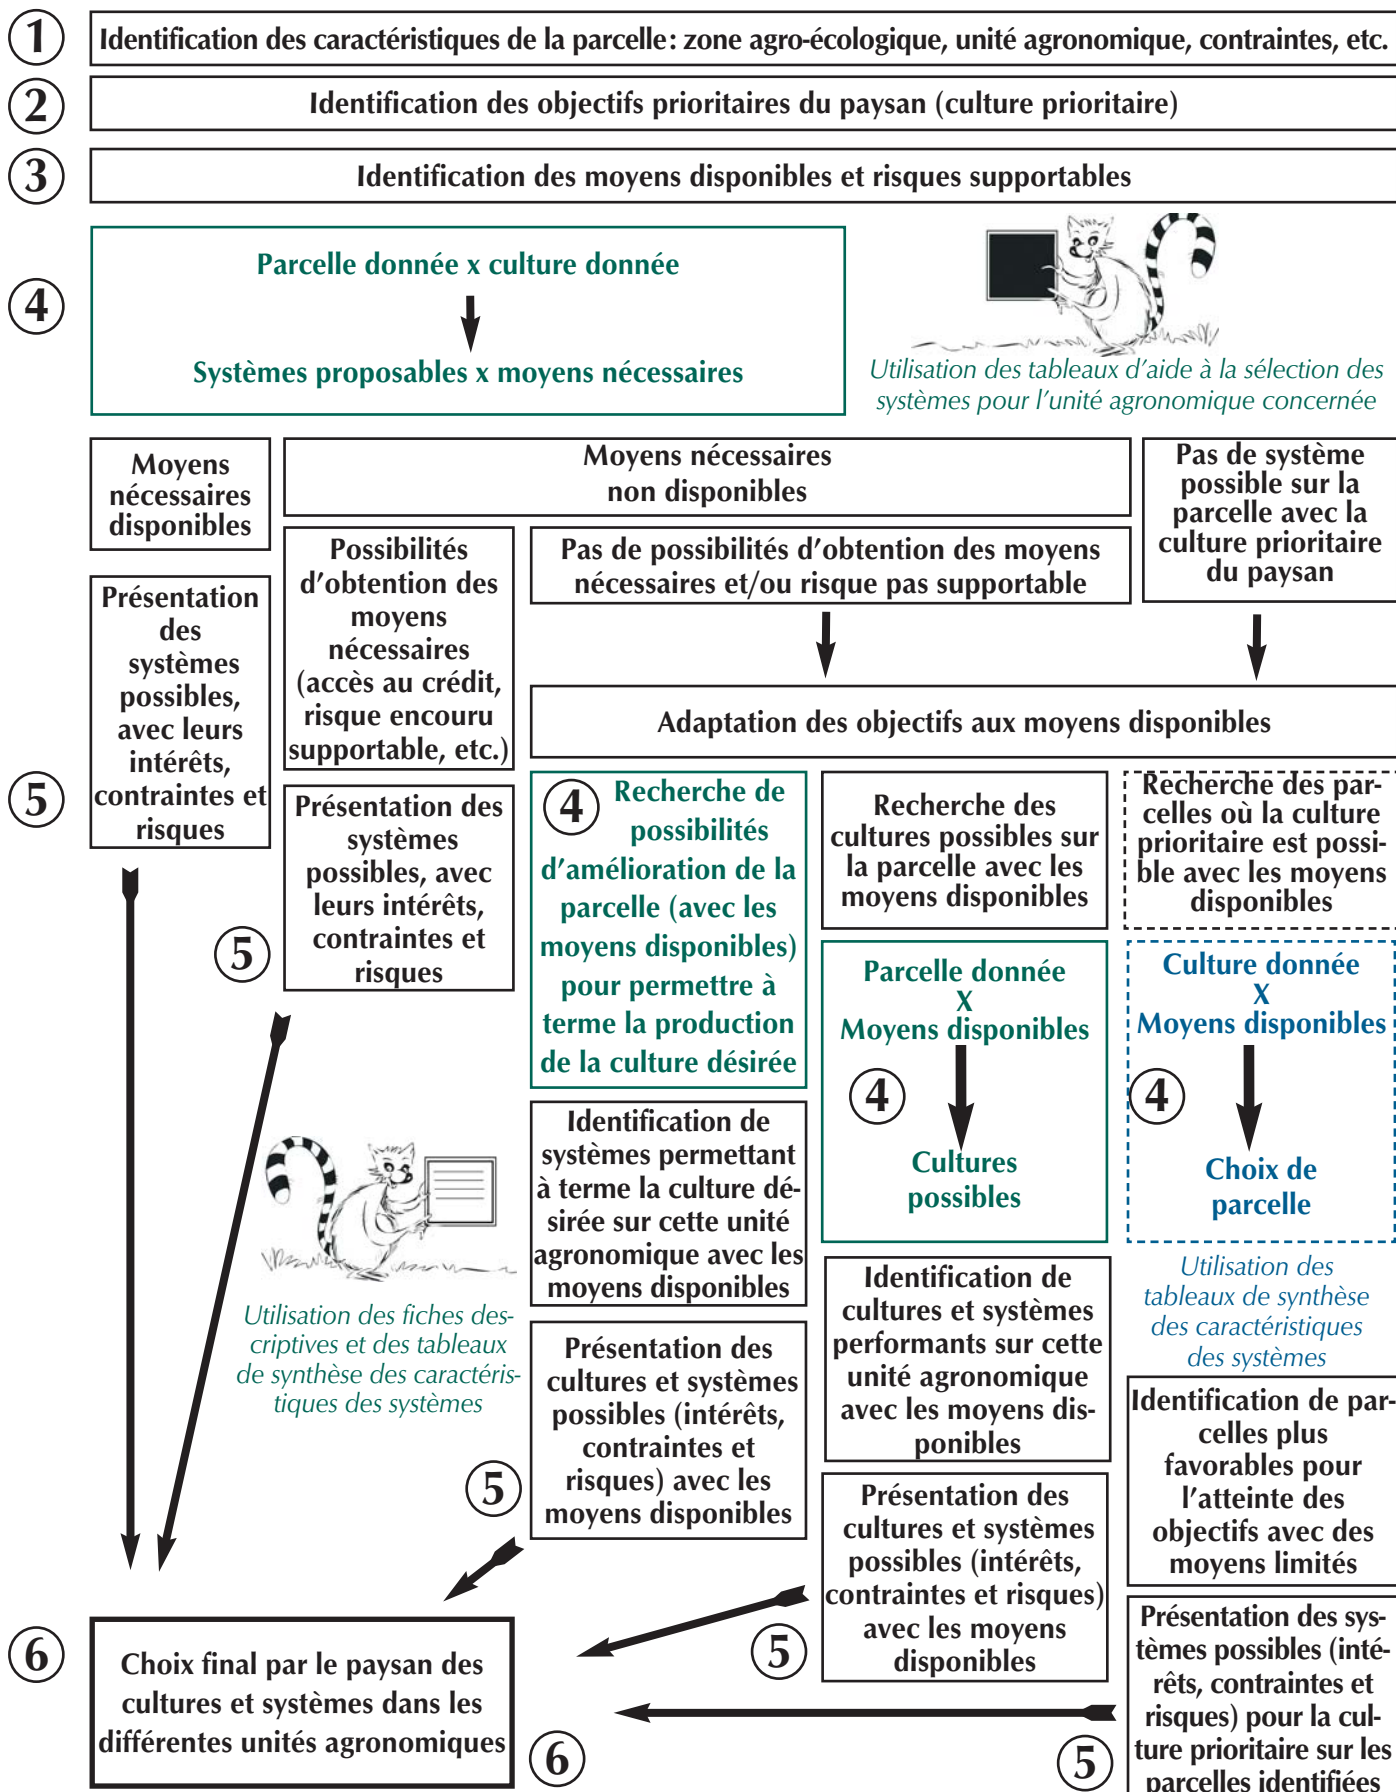 1
Identification des caractéristiques de la parcelle : zone agro-écologique, unité agronomique, contraintes, etc.
2
Identification des objectifs prioritaires du paysan (culture prioritaire)
3
Identification des moyens disponibles et risques supportables
4
Parcelle donnée x culture donnée
Systèmes proposables x moyens nécessaires
Utilisation des tableaux d'aide à la sélection des
systèmes pour l'unité agronomique concernée
Moyens
nécessaires
disponibles
Moyens nécessaires
non disponibles
Pas de système
possible sur la
parcelle avec la
culture prioritaire
du paysan
Possibilités
d'obtention des
moyens
nécessaires
(accès au crédit,
risque encouru
supportable, etc.)
Pas de possibilités d'obtention des moyens
nécessaires et/ou risque pas supportable
5
Présentation
des
systèmes
possibles,
avec leurs
intérêts,
contraintes et
risques
Adaptation des objectifs aux moyens disponibles
5
Présentation des
systèmes
possibles, avec
leurs intérêts,
contraintes et
risques
4
Recherche de
possibilités
d'amélioration de la
parcelle (avec les
moyens disponibles)
pour permettre à
terme la production
de la culture désirée
Recherche des
cultures possibles sur
la parcelle avec les
moyens disponibles
Recherche des par-
celles où la culture
prioritaire est possi-
ble avec les moyens
disponibles
Parcelle donnée
X
Moyens disponibles
4
Cultures
possibles
Culture donnée
X
Moyens disponibles
4
Choix de
parcelle
Identification de
systèmes permettant
à terme la culture dé-
sirée sur cette unité
agronomique avec les
moyens disponibles
Utilisation des fiches des-
criptives et des tableaux
de synthèse des caractéris-
tiques des systèmes
Identification de
cultures et systèmes
performants sur cette
unité agronomique
avec les moyens dis-
ponibles
Utilisation des
tableaux de synthèse
des caractéristiques
des systèmes
5
Présentation des
cultures et systèmes
possibles (intérêts,
contraintes et
risques) avec les
moyens disponibles
Identification de par-
celles plus
favorables pour
l'atteinte des
objectifs avec des
moyens limités
5
Présentation des
cultures et systèmes
possibles (intérêts,
contraintes et risques)
avec les moyens
disponibles
5
Présentation des sys-
tèmes possibles (inté-
rêts, contraintes et
risques) pour la cul-
ture prioritaire sur les
parcelles identifiées
6
Choix final par le paysan des
cultures et systèmes dans les
différentes unités agronomiques
6